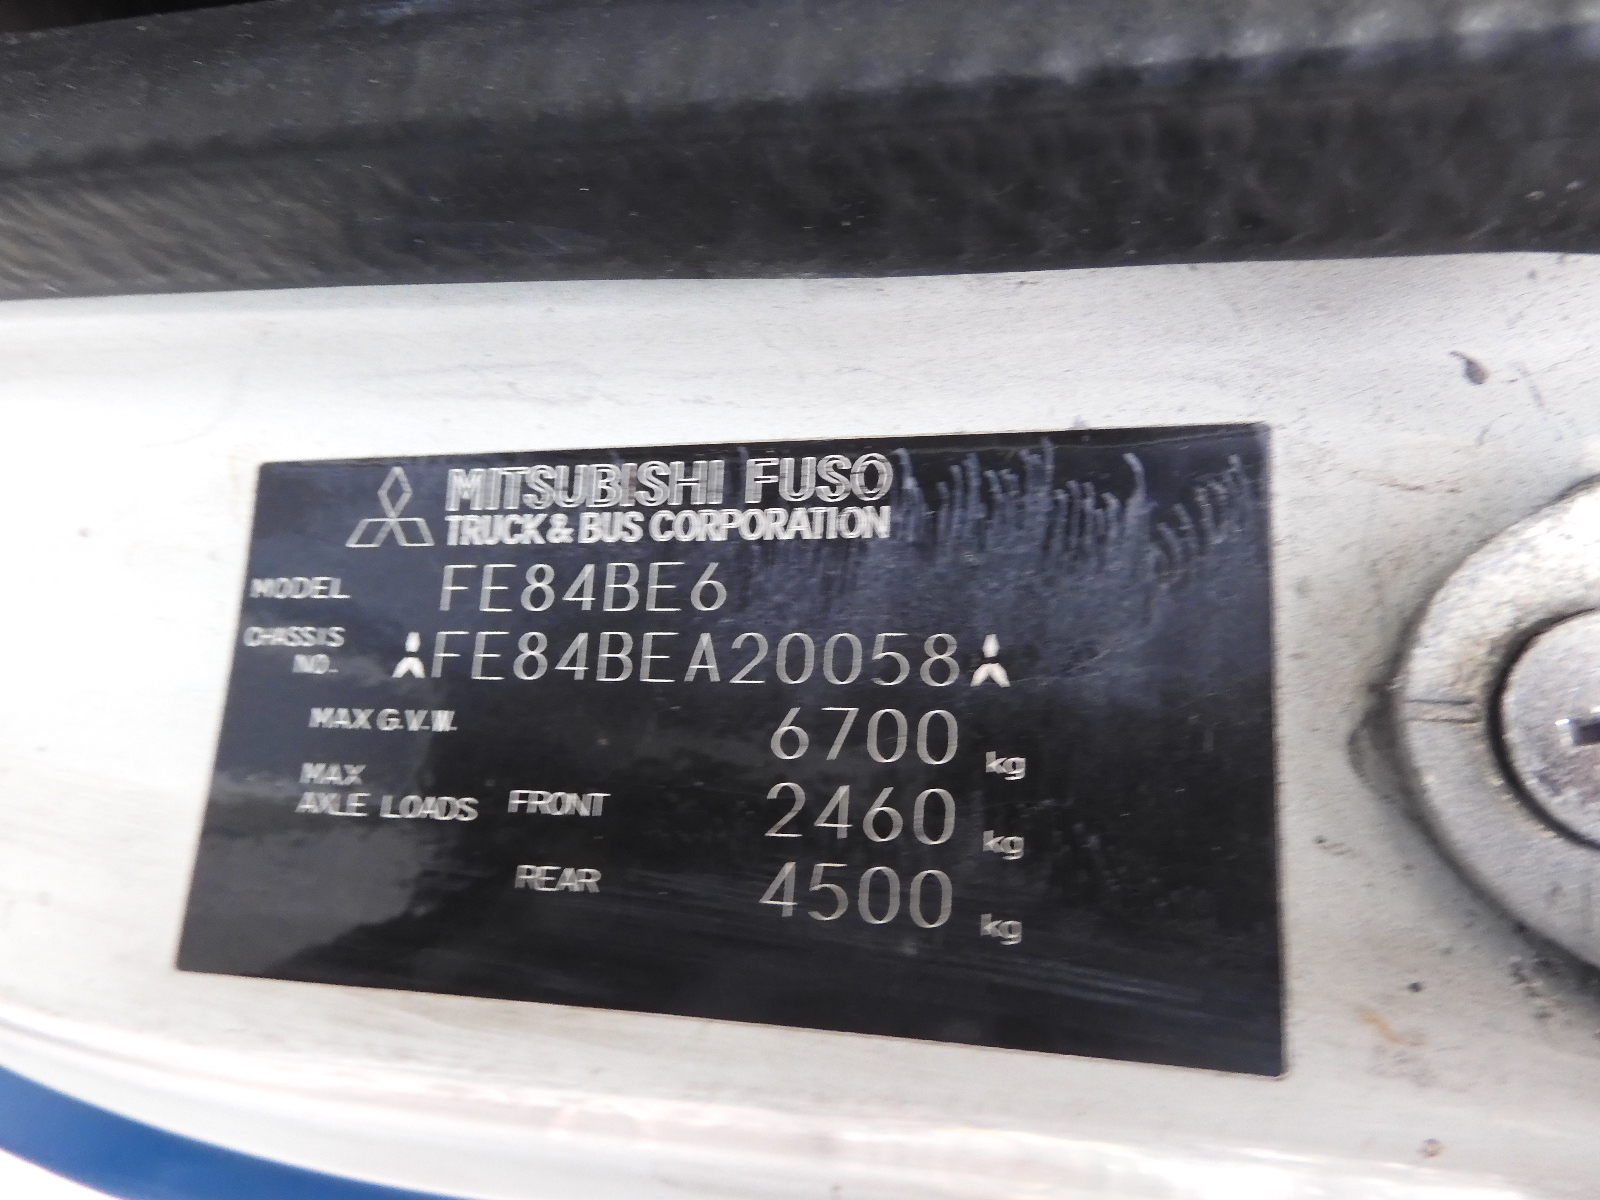 MITSUBISHI FUSO
TRUCK & BUS CORPORATION
MODEL FE84BE6
CHASSIS NO. FE84BEA20058
MAX G.V.W. 6700 kg
MAX AXLE LOADS FRONT 2460 kg
REAR 4500 kg